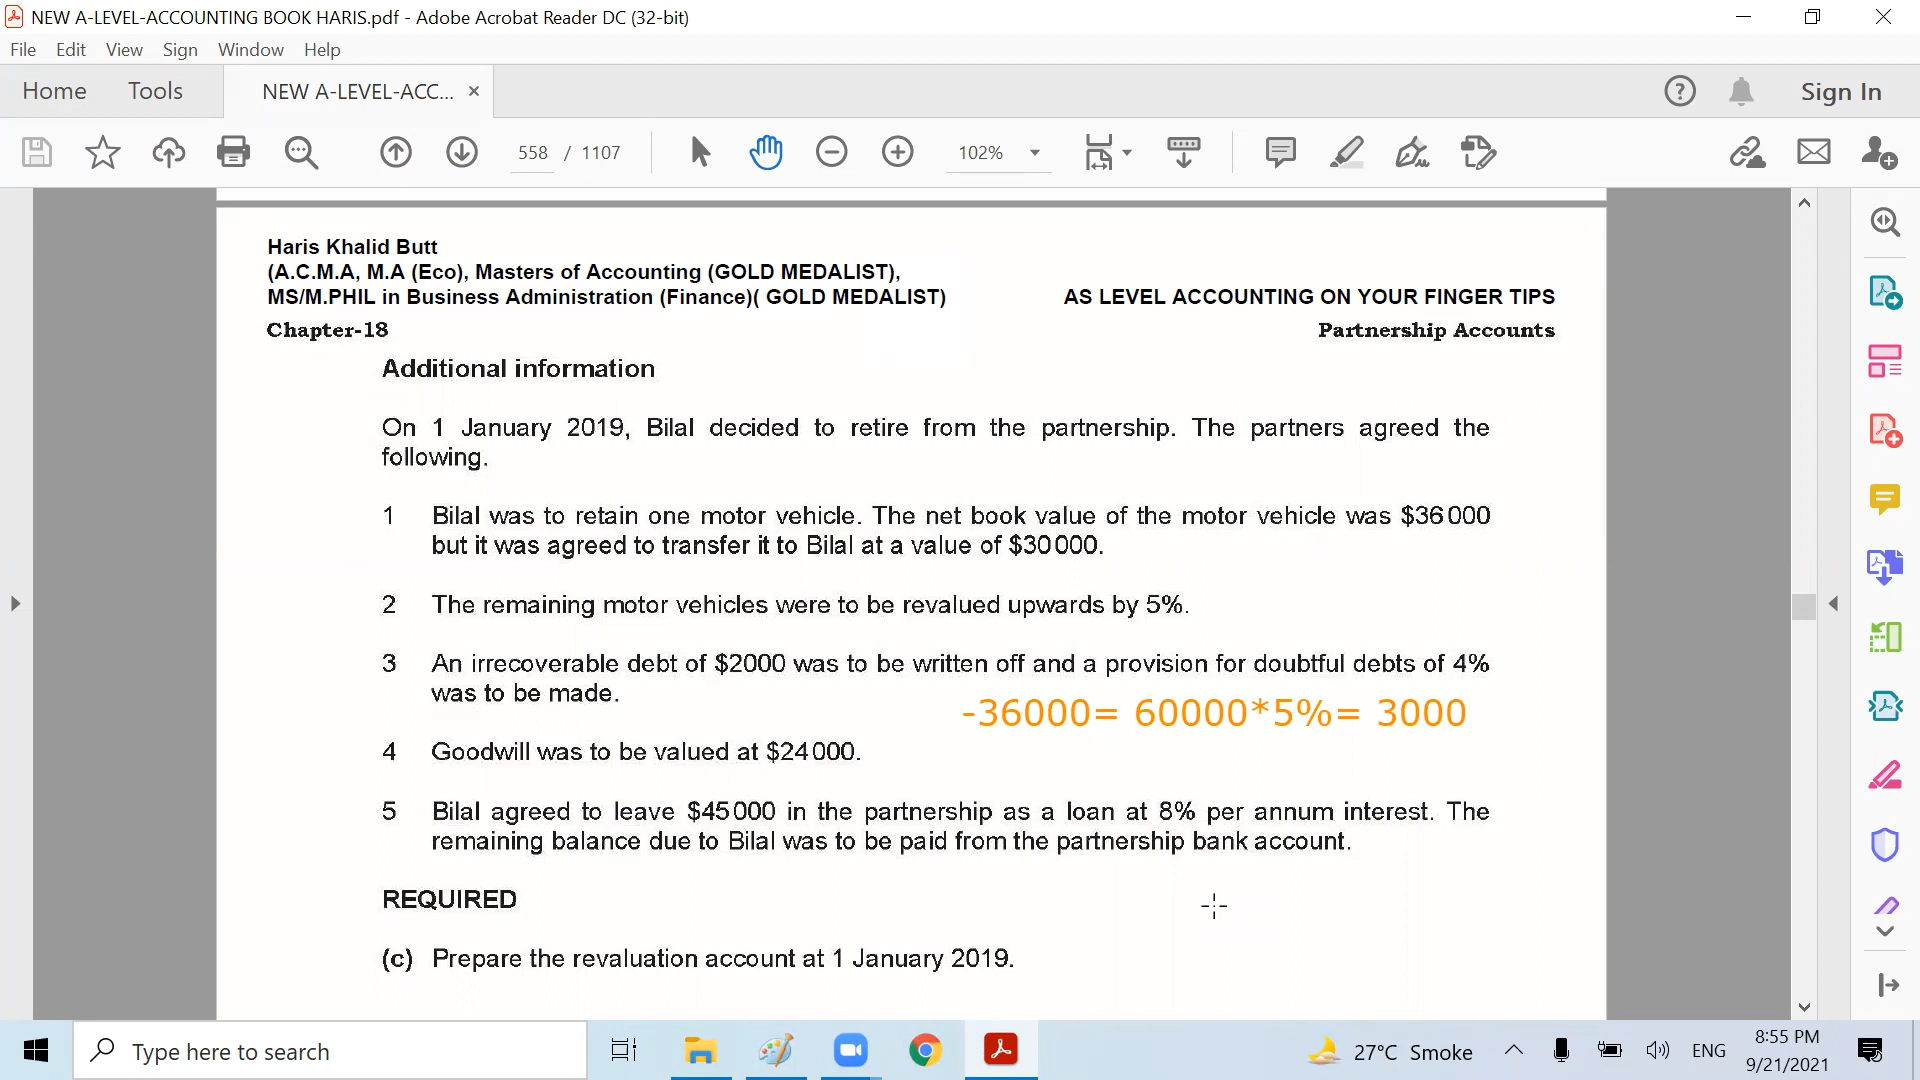 NEW A-LEVEL-ACCOUNTING BOOK HARIS.pdf - Adobe Acrobat Reader DC (32-bit)
File Edit View Sign Window Help
Home Tools NEW A-LEVEL-ACC... × Sign In
558 / 1107 102%
Haris Khalid Butt
(A.C.M.A, M.A (Eco), Masters of Accounting (GOLD MEDALIST),
MS/M.PHIL in Business Administration (Finance)( GOLD MEDALIST) AS LEVEL ACCOUNTING ON YOUR FINGER TIPS
Chapter-18 Partnership Accounts
Additional information
On 1 January 2019, Bilal decided to retire from the partnership. The partners agreed the
following.
1 Bilal was to retain one motor vehicle. The net book value of the motor vehicle was $36000
but it was agreed to transfer it to Bilal at a value of $30000.
2 The remaining motor vehicles were to be revalued upwards by 5%.
3 An irrecoverable debt of $2000 was to be written off and a provision for doubtful debts of 4%
was to be made.
-36000= 60000*5%= 3000
4 Goodwill was to be valued at $24000.
5 Bilal agreed to leave $45000 in the partnership as a loan at 8% per annum interest. The
remaining balance due to Bilal was to be paid from the partnership bank account.
REQUIRED
(c) Prepare the revaluation account at 1 January 2019.
Type here to search
27°C Smoke
ENG
8:55 PM
9/21/2021